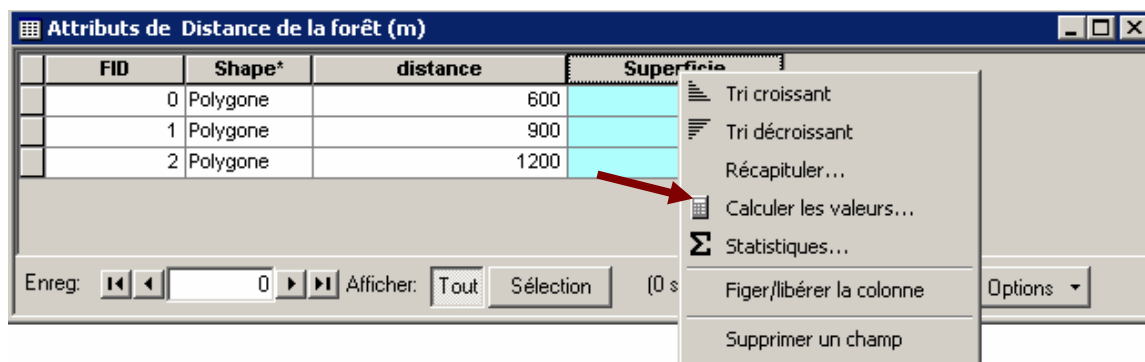 Attributs de Distance de la forêt (m)
FID Shape* distance Superficie
0 Polygone 600
1 Polygone 900
2 Polygone 1200
Tri croissant
Tri décroissant
Récapituler...
Calculer les valeurs...
Statistiques...
Figer/libérer la colonne
Supprimer un champ
Enreg: 0 Afficher: Tout Sélection (0 s Options